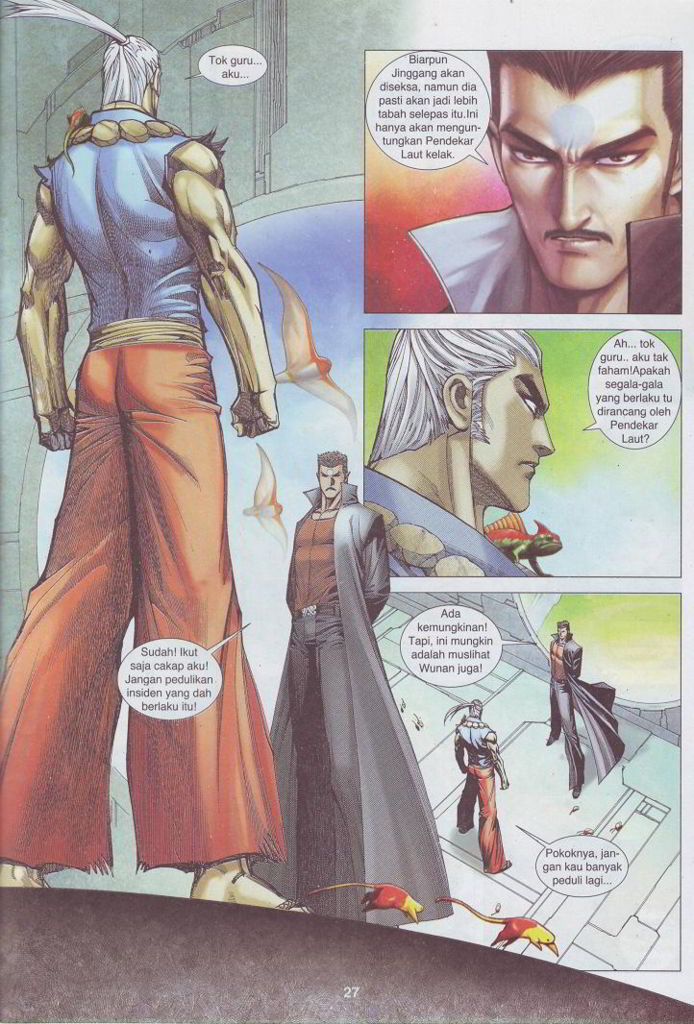 Tok guru...
aku...
Sudah! Ikut
saja cakap aku!
Jangan pedulikan
insiden yang dah
berlaku itu!
Biarpun
Jinggang akan
diseksa, namun dia
pasti akan jadi lebih
tabah selepas itu.Ini
hanya akan mengun-
tungkan Pendekar
Laut kelak.
Ah... tok
guru.. aku tak
faham!Apakah
segala-gala
yang berlaku tu
dirancang oleh
Pendekar
Laut?
Ada
kemungkinan!
Tapi, ini mungkin
adalah muslihat
Wunan juga!
Pokoknya, jan-
gan kau banyak
peduli lagi...
27